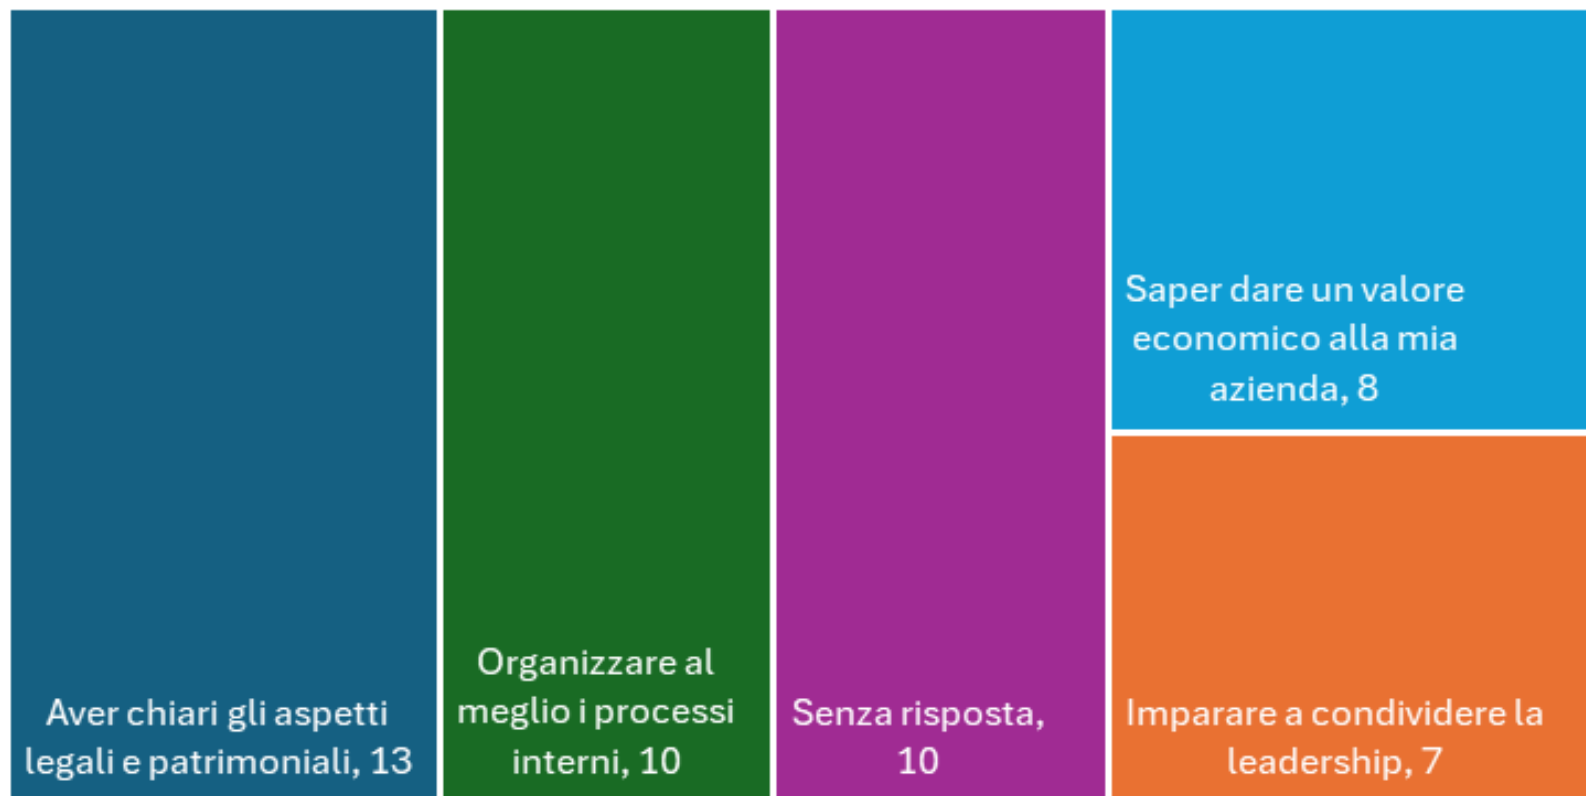 Aver chiari gli aspetti
legali e patrimoniali, 13
Organizzare al
meglio i processi
interni, 10
Senza risposta,
10
Saper dare un valore
economico alla mia
azienda, 8
Imparare a condividere la
leadership, 7